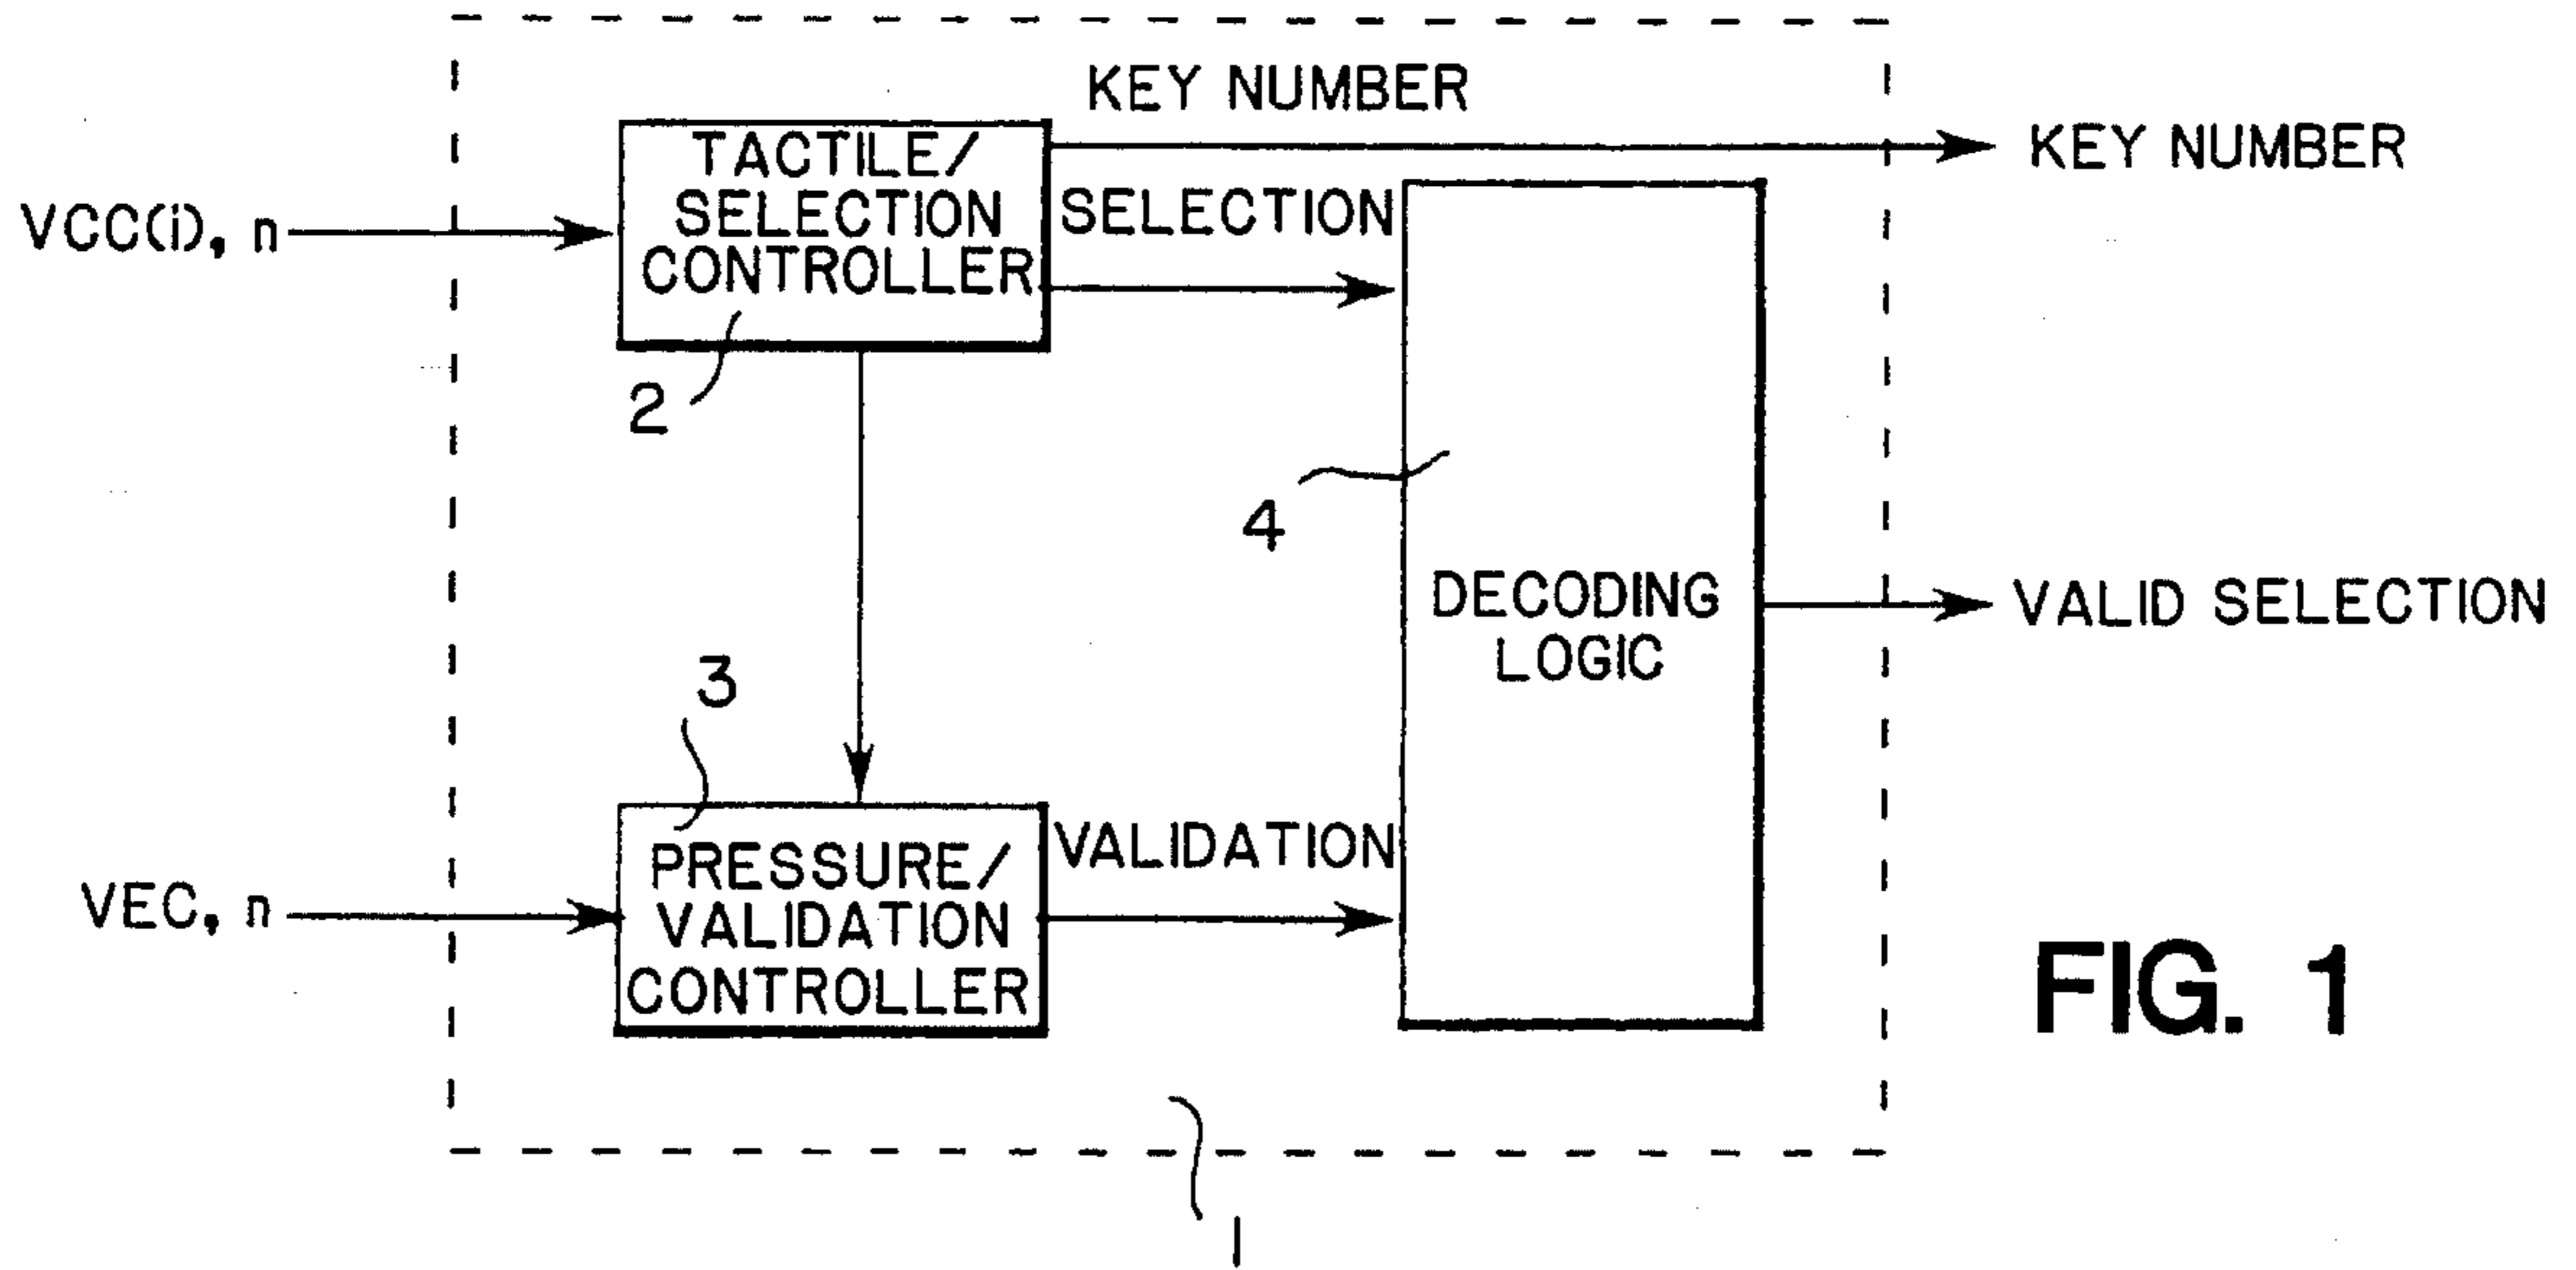 KEY NUMBER
KEY NUMBER
TACTILE/
SELECTION
CONTROLLER
SELECTION
VCC(i), n
2
4
DECODING
LOGIC
VALID SELECTION
3
PRESSURE/
VALIDATION
CONTROLLER
VALIDATION
VEC, n
FIG. 1
1